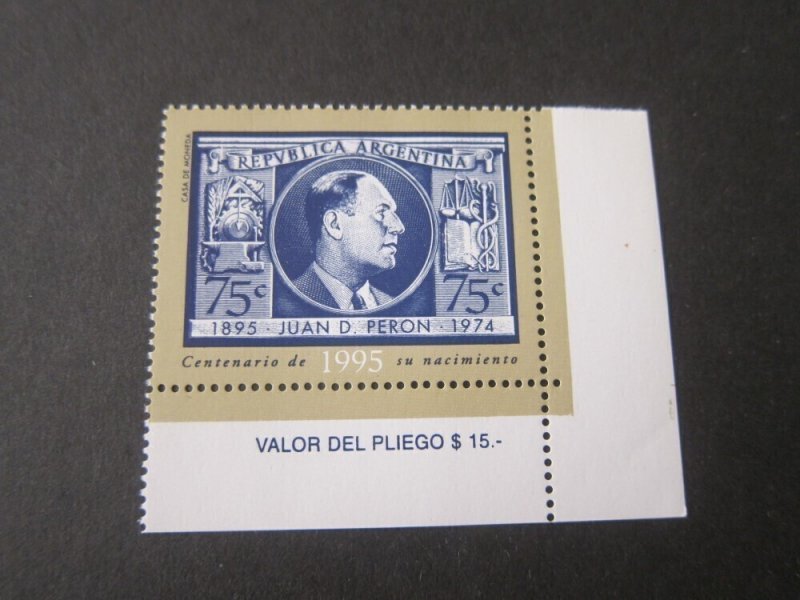 CASA DE MONEDA
REPVBLICA ARGENTINA
75c 75c
1895 · JUAN D. PERON · 1974
Centenario de 1995 su nacimiento
VALOR DEL PLIEGO $ 15.-